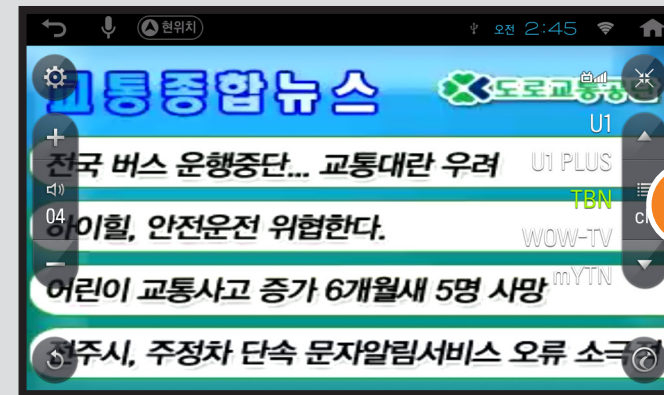 현위치
오전 2:45
교통종합뉴스
도로교통공단
U1
전국 버스 운행중단... 교통대란 우려
U1 PLUS
TBN
04
하이힐, 안전운전 위협한다.
WOW-TV
mYTN
어린이 교통사고 증가 6개월새 5명 사망
전주시, 주정차 단속 문자알림서비스 오류 소극